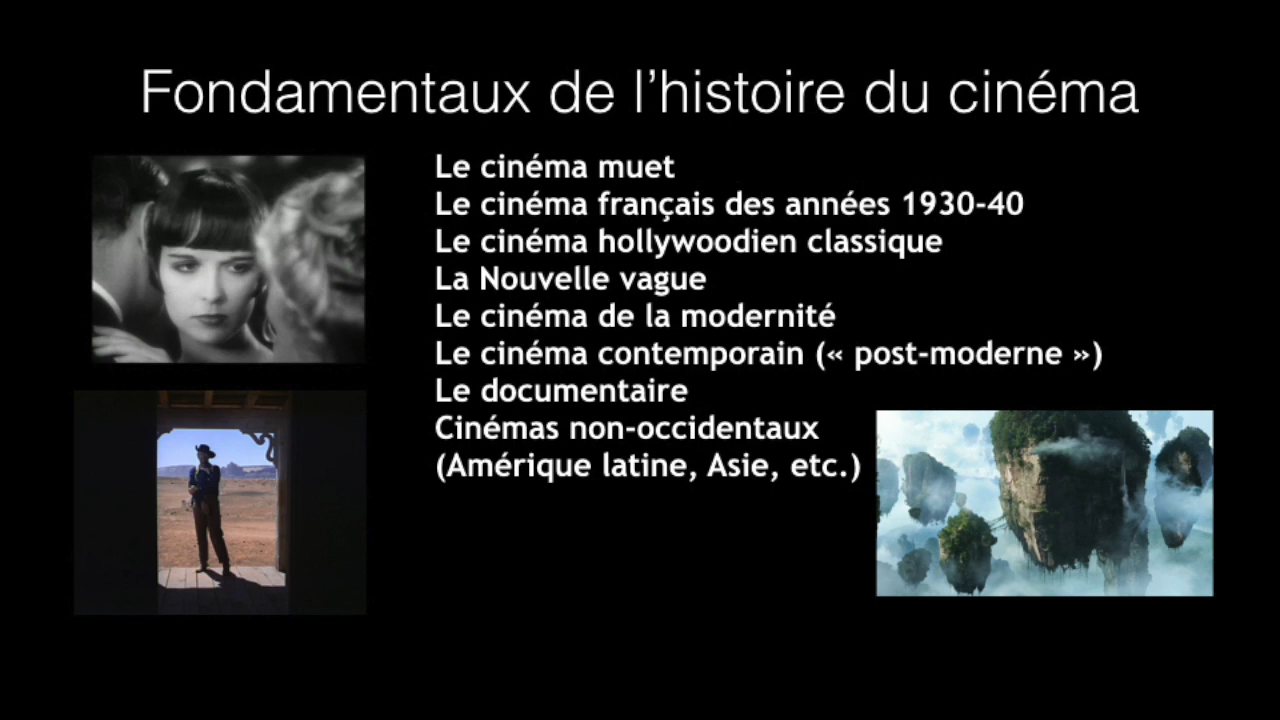 Fondamentaux de l’histoire du cinéma
Le cinéma muet
Le cinéma français des années 1930-40
Le cinéma hollywoodien classique
La Nouvelle vague
Le cinéma de la modernité
Le cinéma contemporain (« post-moderne »)
Le documentaire
Cinémas non-occidentaux
(Amérique latine, Asie, etc.)